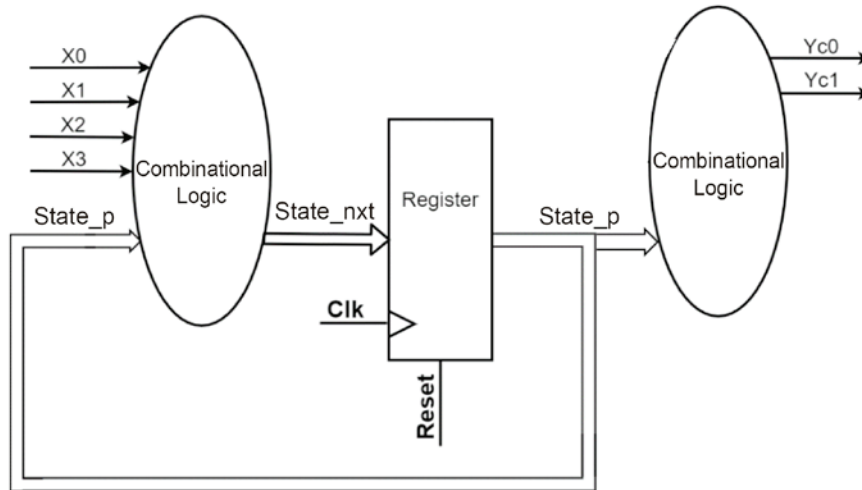 X0
X1
X2
X3
State_p
Combinational
Logic
State_nxt
Register
Clk
Reset
State_p
Combinational
Logic
Yc0
Yc1